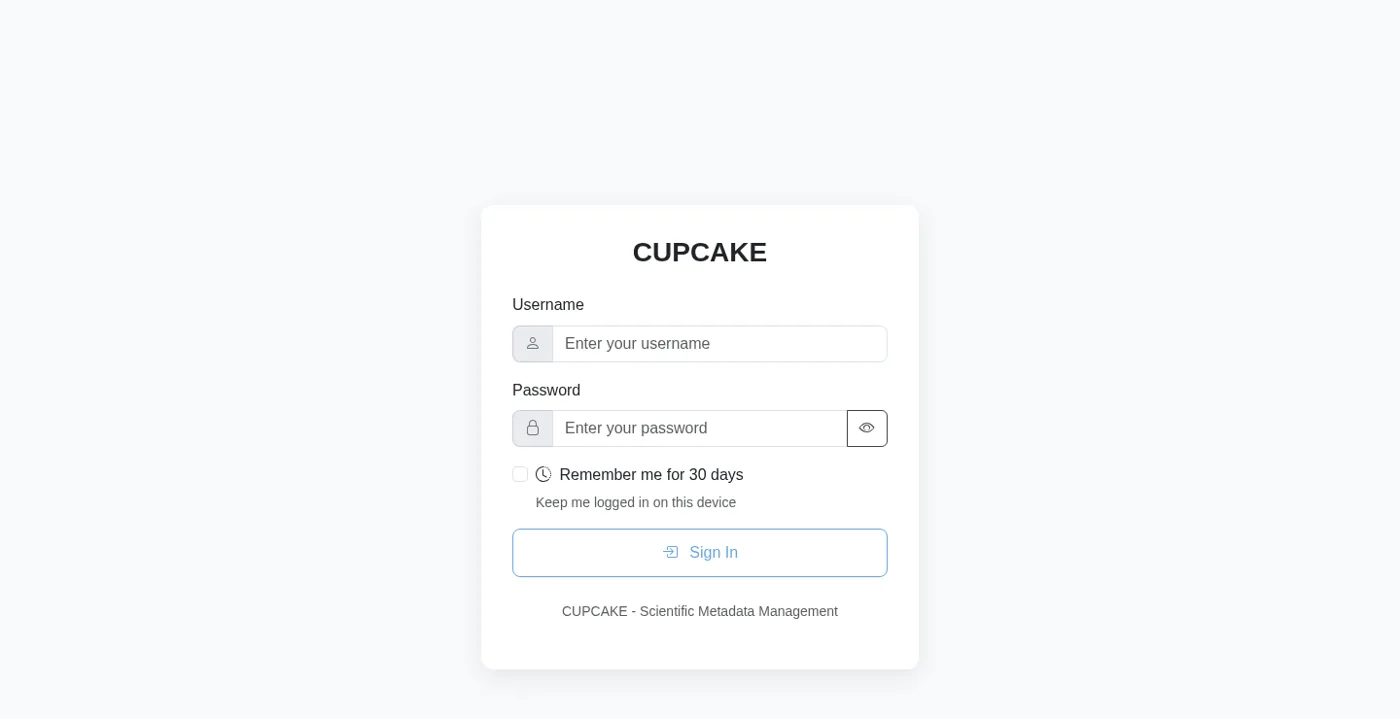 CUPCAKE
Username
Enter your username
Password
Enter your password
Remember me for 30 days
Keep me logged in on this device
Sign In
CUPCAKE - Scientific Metadata Management